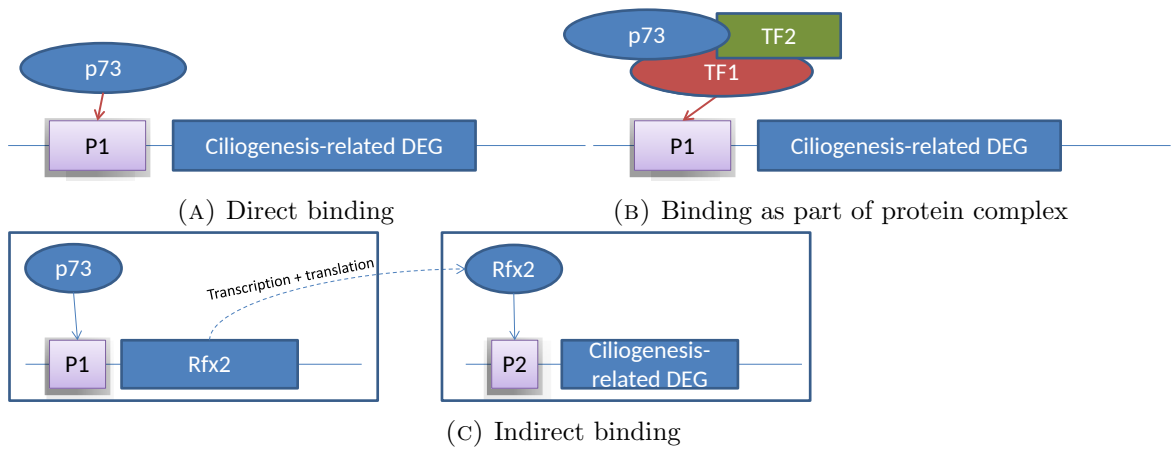 p73
P1
Ciliogenesis-related DEG
(A) Direct binding
p73
TF2
TF1
P1
Ciliogenesis-related DEG
(B) Binding as part of protein complex
p73
P1
Rfx2
Transcription + translation
Rfx2
P2
Ciliogenesis-
related DEG
(C) Indirect binding